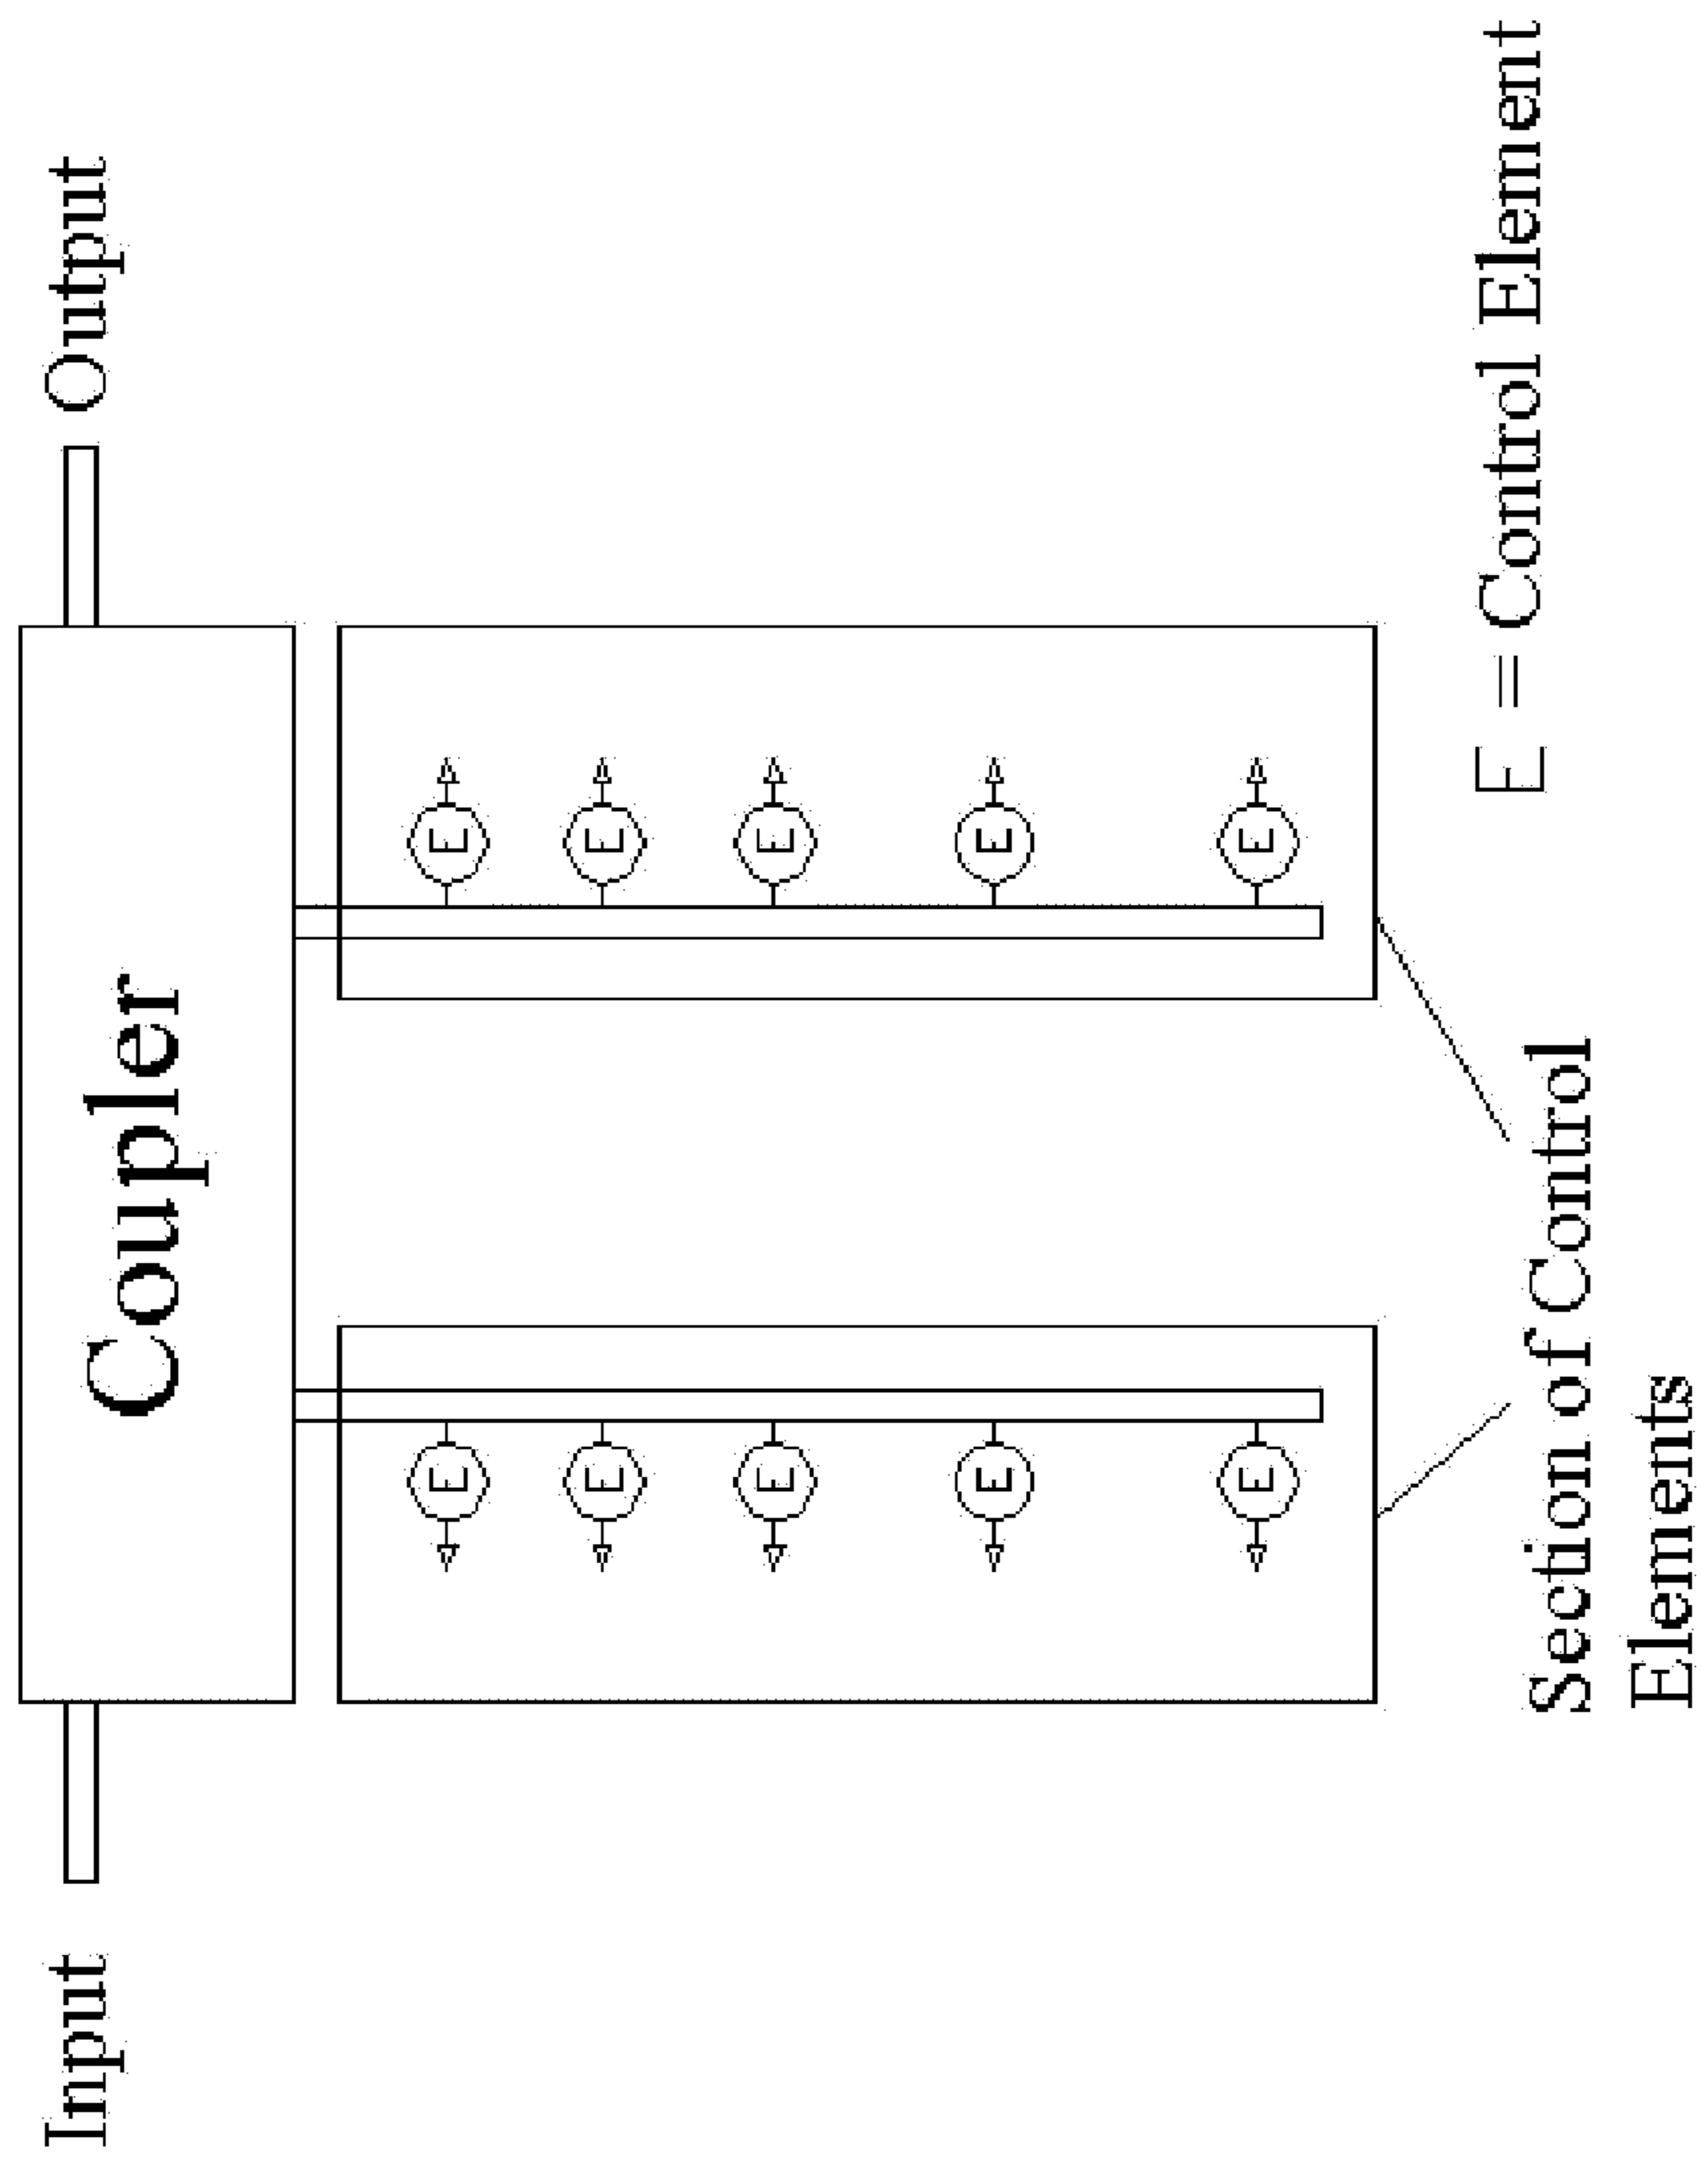 Input
Output
Coupler
E
E
E
E
E
E
E
E
E
E
Section of Control
Elements
E = Control Element